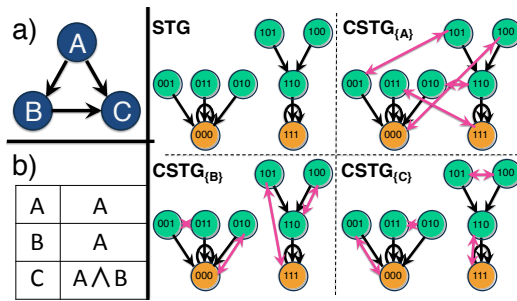 a)
A
B
C
b)
A A
B A
C A∧B
STG
101 100
001 011 010 110
000 111
CSTG{A}
101 100
001 011 010 110
000 111
CSTG{B}
101 100
001 011 010 110
000 111
CSTG{C}
101 100
001 011 010 110
000 111